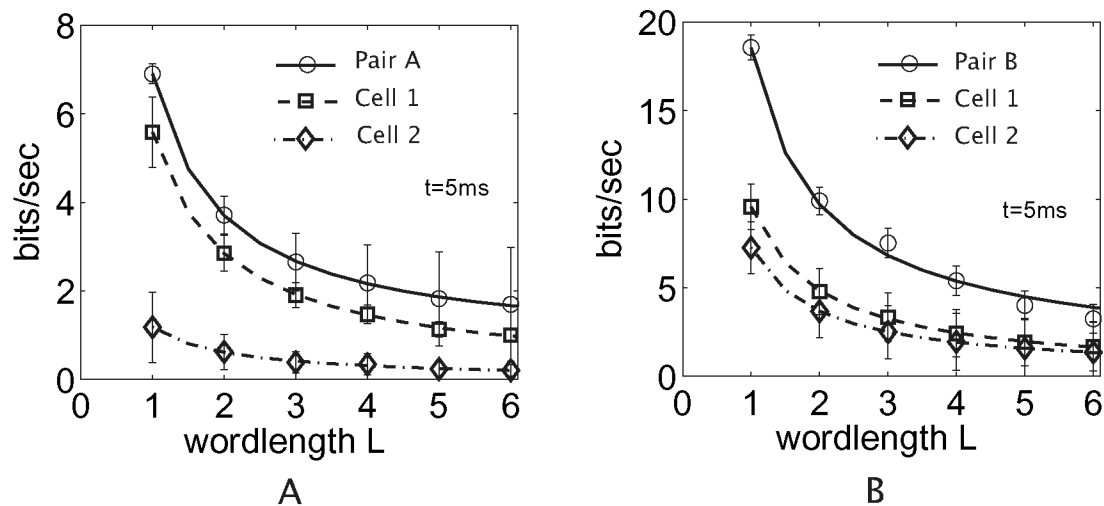 8
6
4
2
0
bits/sec
Pair A
Cell 1
Cell 2
t=5ms
0 1 2 3 4 5 6
wordlength L
A
20
15
10
5
0
bits/sec
Pair B
Cell 1
Cell 2
t=5ms
0 1 2 3 4 5 6
wordlength L
B